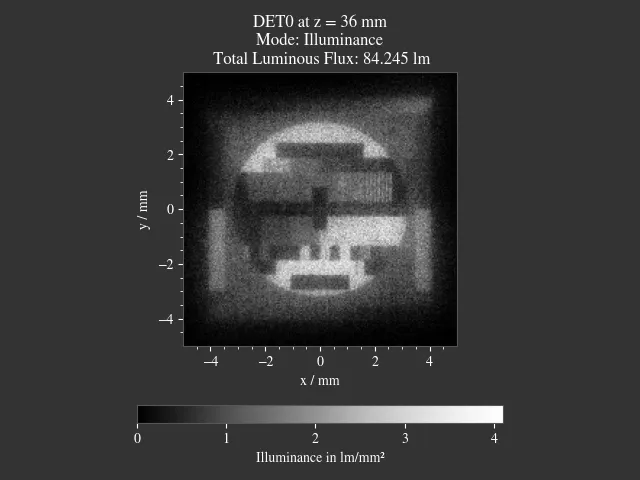 DET0 at z = 36 mm
Mode: Illuminance
Total Luminous Flux: 84.245 lm
4
2
0
−2
−4
y / mm
−4 −2 0 2 4
x / mm
0 1 2 3 4
Illuminance in lm/mm²